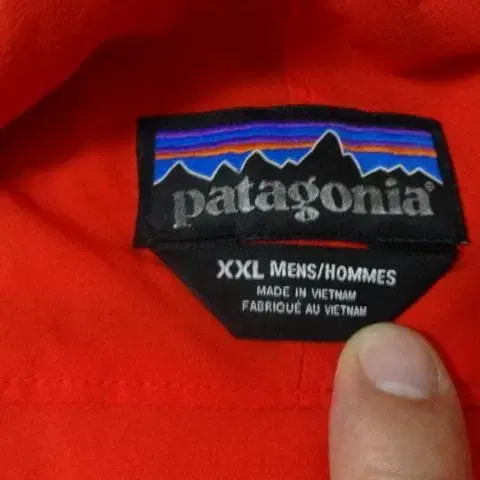 patagonia®
XXL MENS/HOMMES
MADE IN VIETNAM
FABRIQUÉ AU VIETNAM